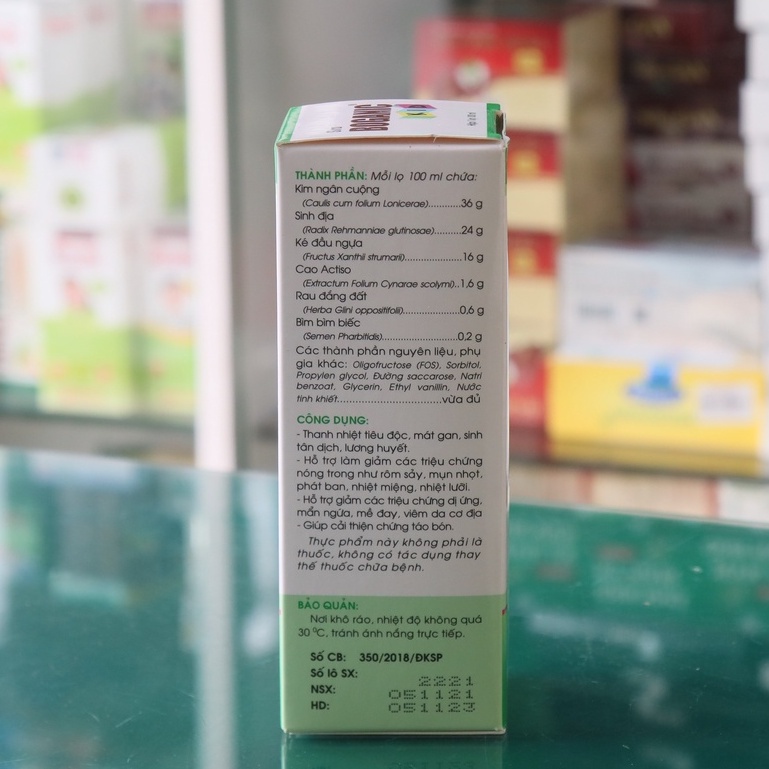 BOGANIC
THÀNH PHẦN: Mỗi lọ 100 ml chứa:
Kim ngân cuộng
(Caulis cum folium Lonicerae)...........36 g
Sinh địa
(Radix Rehmanniae glutinosae)..........24 g
Ké đầu ngựa
(Fructus Xanthii strumarii)...................16 g
Cao Actiso
(Extractum Folium Cynarae scolymi)..1,6 g
Rau đắng đất
(Herba Glini oppositifolii)...................0,6 g
Bìm bìm biếc
(Semen Pharbitidis).........................0,2 g
Các thành phần nguyên liệu, phụ
gia khác: Oligofructose (FOS), Sorbitol,
Propylen glycol, Đường saccarose, Natri
benzoat, Glycerin, Ethyl vanillin, Nước
tinh khiết..............................vừa đủ
CÔNG DỤNG:
- Thanh nhiệt tiêu độc, mát gan, sinh
tân dịch, lương huyết.
- Hỗ trợ làm giảm các triệu chứng
nóng trong như rôm sảy, mụn nhọt,
phát ban, nhiệt miệng, nhiệt lưỡi.
- Hỗ trợ giảm các triệu chứng dị ứng,
mẩn ngứa, mề đay, viêm da cơ địa
- Giúp cải thiện chứng táo bón.
Thực phẩm này không phải là
thuốc, không có tác dụng thay
thế thuốc chữa bệnh.
BẢO QUẢN:
Nơi khô ráo, nhiệt độ không quá
30 ⁰C, tránh ánh nắng trực tiếp.
Số CB: 350/2018/ĐKSP
Số lô SX: 2221
NSX: 051121
HD: 051123